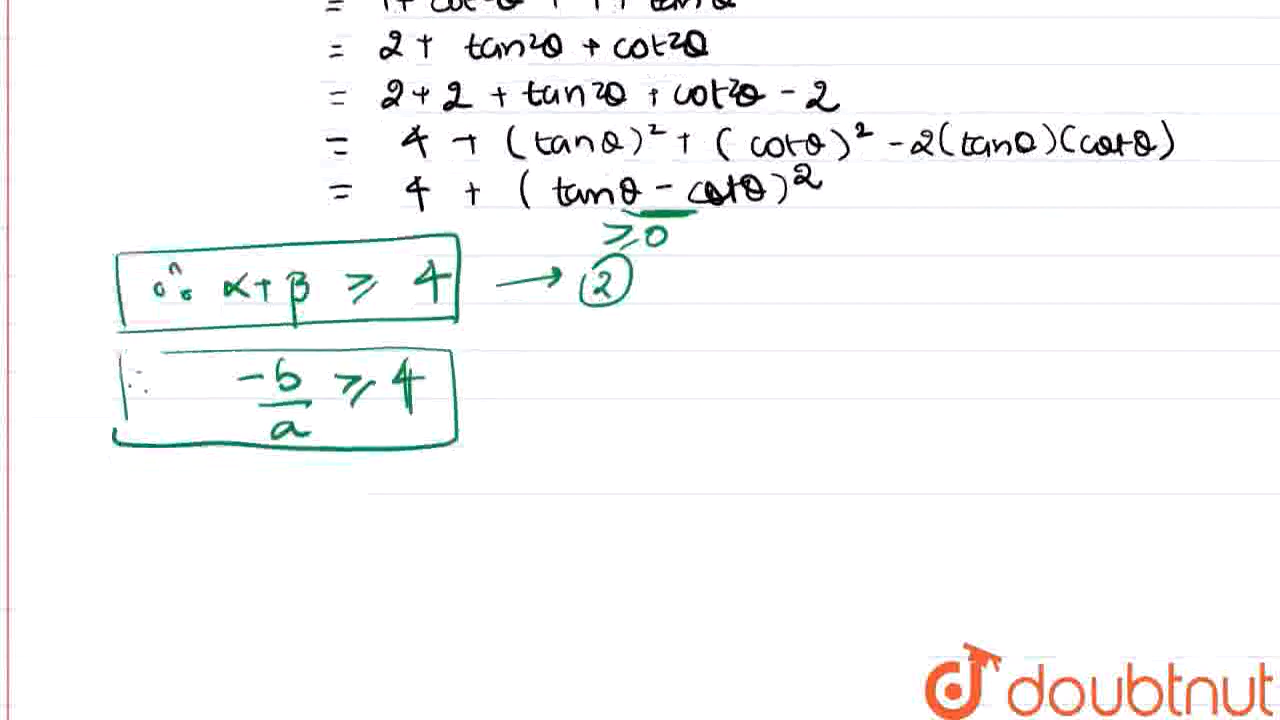 = 2 + tan²θ + cot²θ
= 2 + 2 + tan²θ + cot²θ - 2
= 4 + (tanθ)² + (cotθ)² - 2(tanθ)(cotθ)
= 4 + (tanθ - cotθ)²
≥ 0
∴ α + β ≥ 4 → ②
∴ -b/a ≥ 4
doubtnut